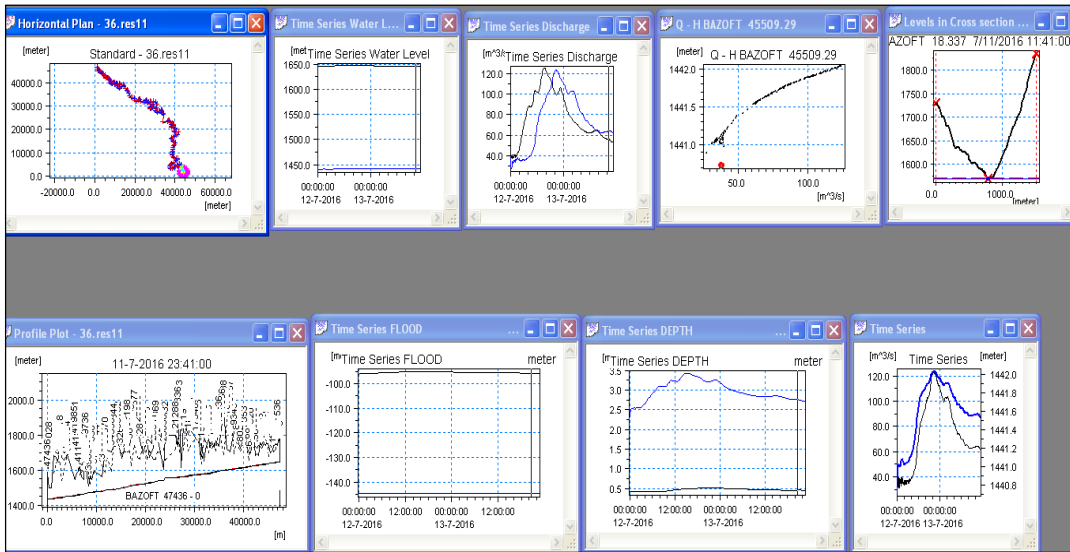 Horizontal Plan - 36.res11
[meter]
Standard - 36.res11
40000.0
30000.0
20000.0
10000.0
0.0
-20000.0 0.0 20000.0 40000.0 60000.0
[meter]
Time Series Water L...
Time Series Water Level
1650
1600
1550
1500
1450
00:00:00 00:00:00
12-7-2016 13-7-2016
Time Series Discharge
Time Series Discharge
120.0
100.0
80.0
60.0
40.0
00:00:00 00:00:00
12-7-2016 13-7-2016
Q - H BAZOFT 45509.29
[meter]
Q - H BAZOFT 45509.29
1442.0
1441.5
1441.0
50.0 100.0
[m^3/s]
Levels in Cross section ...
AZOFT 18.337 7/11/2016 11:41:00
1800.0
1750.0
1700.0
1650.0
1600.0
0.0 1000.0
[meter]
Profile Plot - 36.res11
[meter]
11-7-2016 23:41:00
2000.0
1800.0
1600.0
1400.0
BAZOFT 47436 - 0
0.0 10000.0 20000.0 30000.0 40000.0
[m]
Time Series FLOOD ...
Time Series FLOOD meter
-100.0
-110.0
-120.0
-130.0
-140.0
00:00:00 12:00:00 00:00:00 12:00:00
12-7-2016 13-7-2016
Time Series DEPTH ...
Time Series DEPTH meter
3.5
3.0
2.5
2.0
1.5
1.0
0.5
00:00:00 12:00:00 00:00:00 12:00:00
12-7-2016 13-7-2016
Time Series
[m^3/s] Time Series [meter]
120.0
100.0
80.0
60.0
40.0
1442.0
1441.8
1441.6
1441.4
1441.2
1441.0
1440.8
00:00:00 00:00:00
12-7-2016 13-7-2016